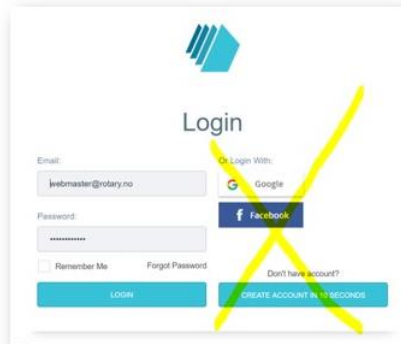 Login
Email:
webmaster@rotary.no
Password:
••••••••••••
Remember Me
Forgot Password
LOGIN
Or Login With:
Google
Facebook
Don't have account?
CREATE ACCOUNT IN 10 SECONDS